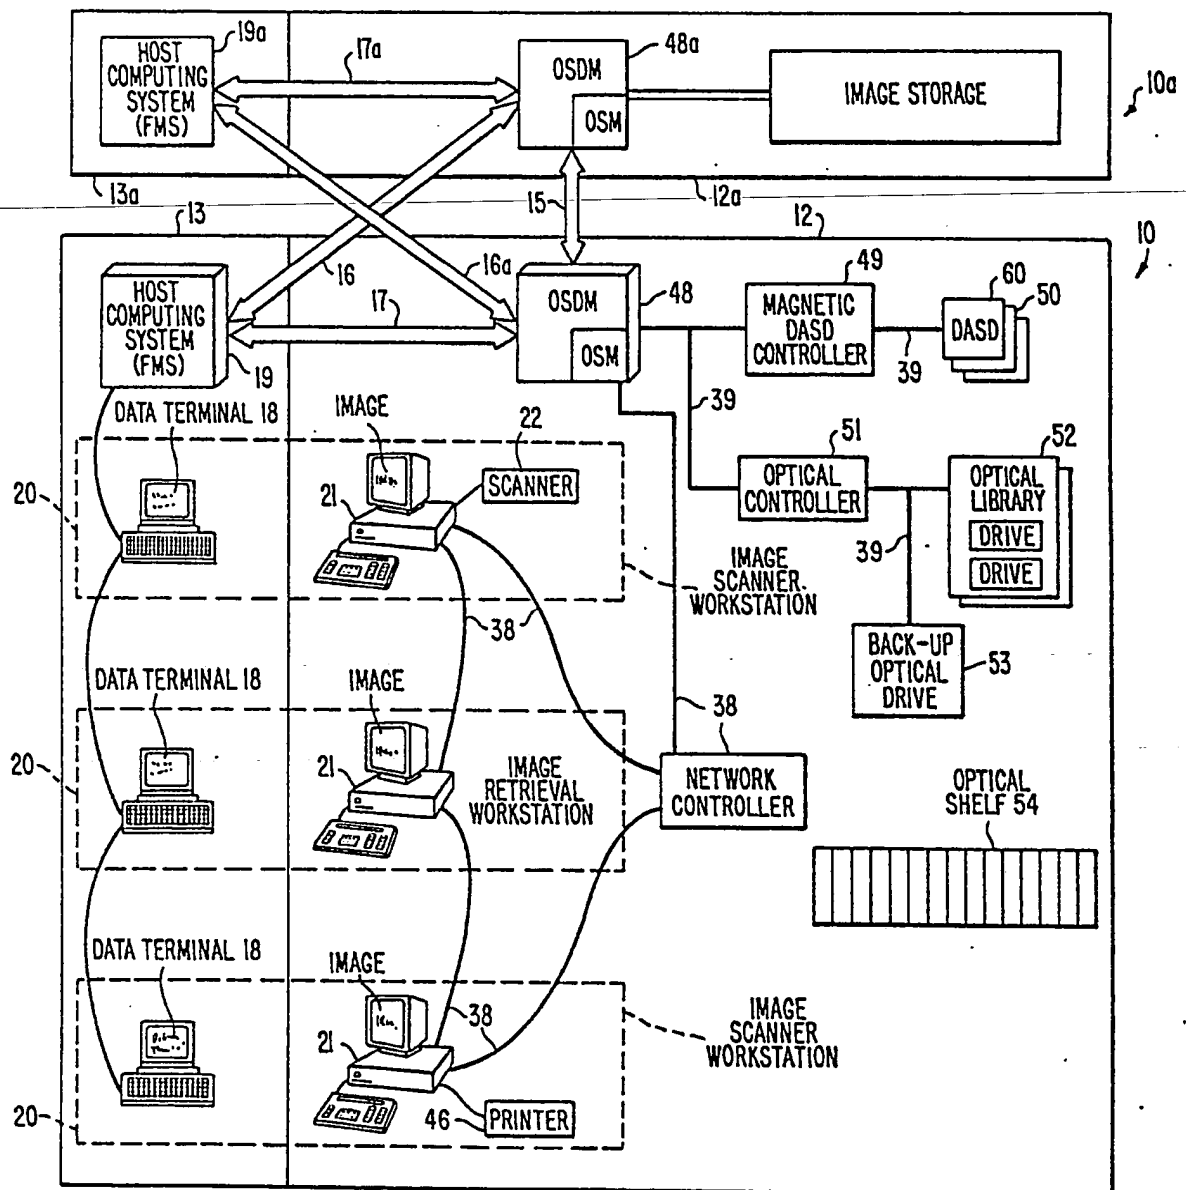 19a
HOST
COMPUTING
SYSTEM
(FMS)
17a
OSDM
OSM
48a
IMAGE STORAGE
10a
13a
15
12a
13
12
10
HOST
COMPUTING
SYSTEM
(FMS)
19
16
16a
17
OSDM
OSM
48
49
MAGNETIC
DASD
CONTROLLER
39
60
50
DASD
39
51
OPTICAL
CONTROLLER
39
52
OPTICAL
LIBRARY
DRIVE
DRIVE
BACK-UP
OPTICAL
DRIVE
53
DATA TERMINAL 18
IMAGE
22
SCANNER
20
21
IMAGE
SCANNER
WORKSTATION
38
DATA TERMINAL 18
IMAGE
20
21
IMAGE
RETRIEVAL
WORKSTATION
38
NETWORK
CONTROLLER
OPTICAL
SHELF 54
DATA TERMINAL 18
IMAGE
38
21
IMAGE
SCANNER
WORKSTATION
20
46
PRINTER